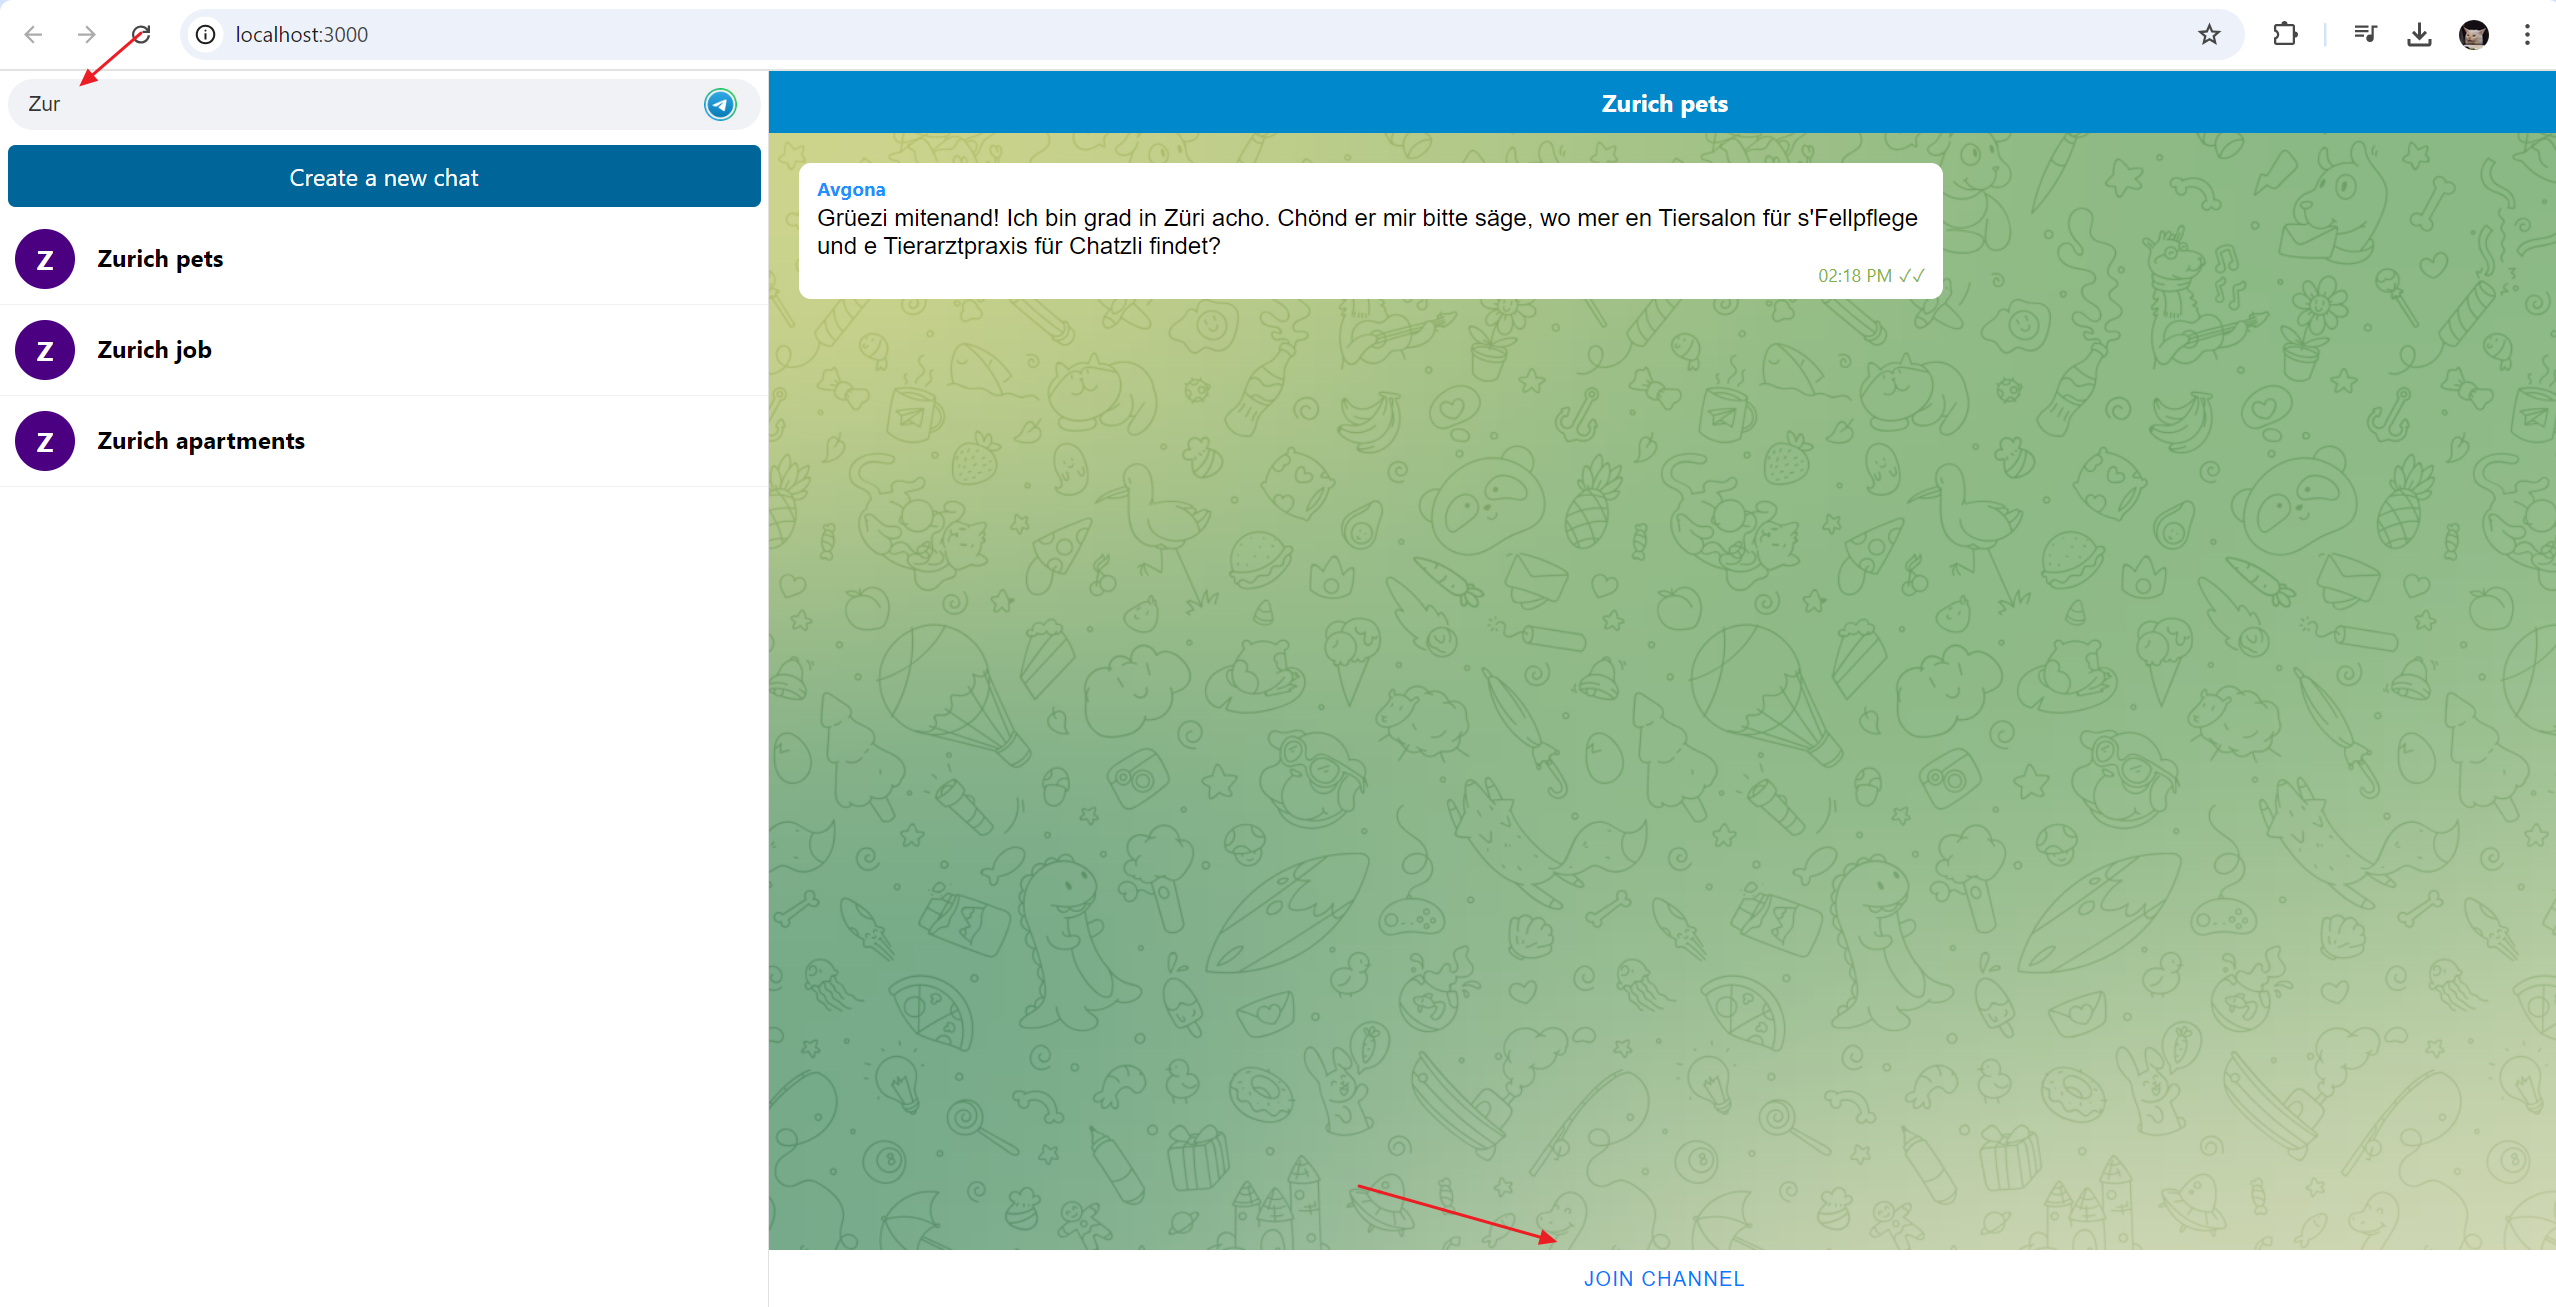 localhost:3000
Zur
Create a new chat
Z
Zurich pets
Z
Zurich job
Z
Zurich apartments
Zurich pets
Avgona
Grüezi mitenand! Ich bin grad in Züri acho. Chönd er mir bitte säge, wo mer en Tiersalon für s'Fellpflege
und e Tierarztpraxis für Chatzli findet?
02:18 PM ✓✓
JOIN CHANNEL